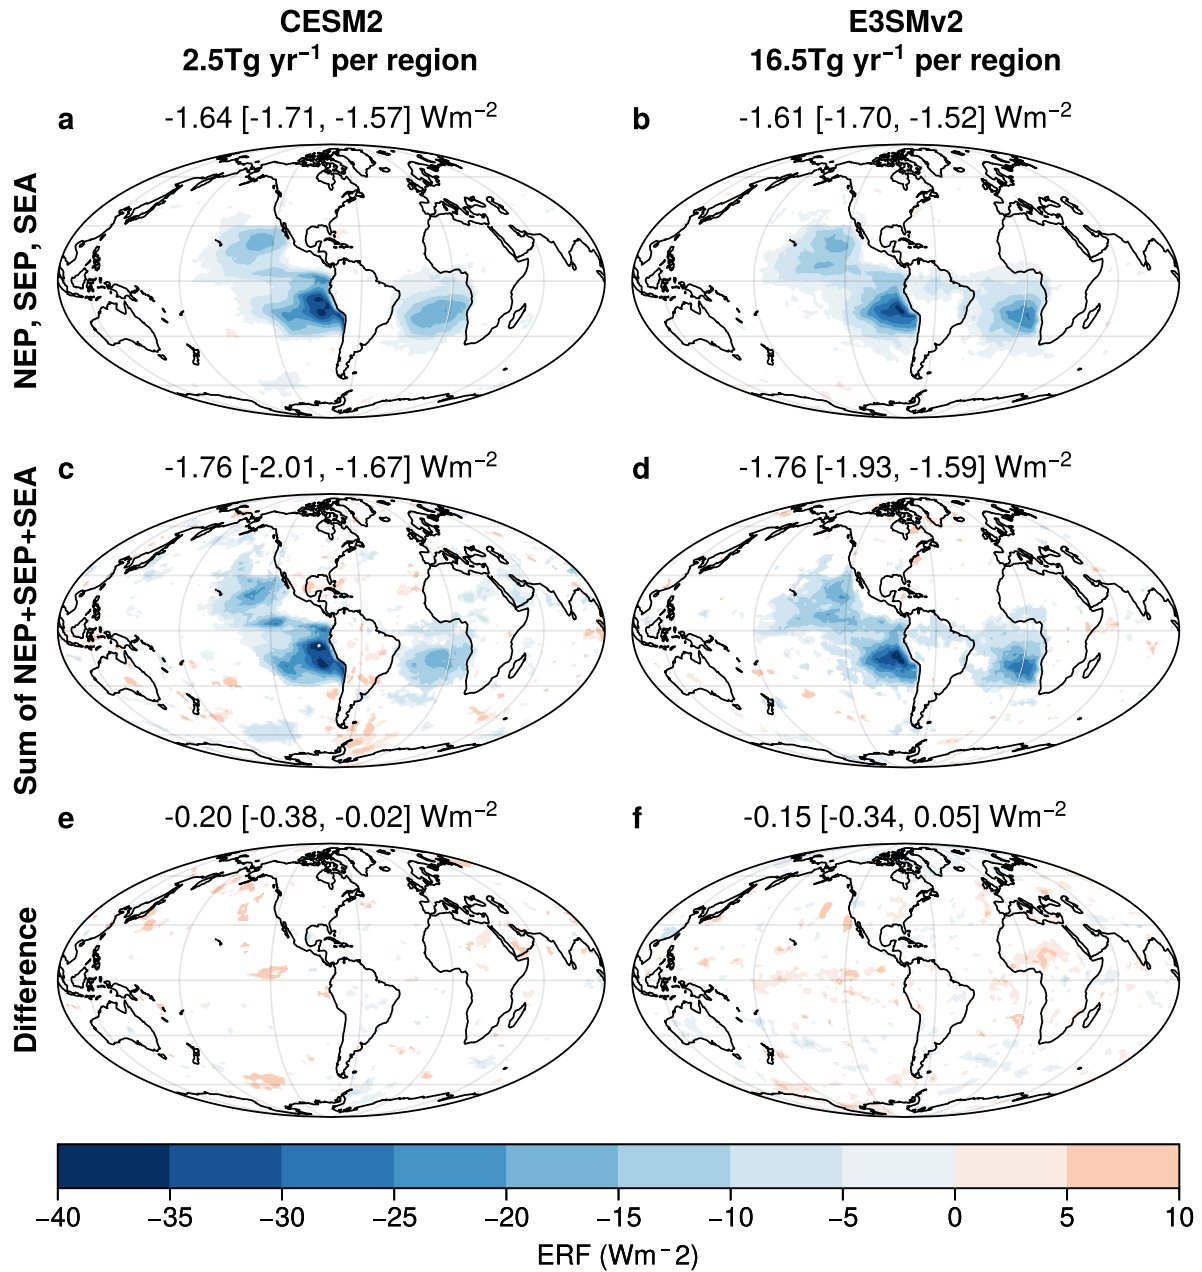 CESM2
2.5Tg yr⁻¹ per region
E3SMv2
16.5Tg yr⁻¹ per region
a
-1.64 [-1.71, -1.57] Wm⁻²
b
-1.61 [-1.70, -1.52] Wm⁻²
NEP, SEP, SEA
c
-1.76 [-2.01, -1.67] Wm⁻²
d
-1.76 [-1.93, -1.59] Wm⁻²
Sum of NEP+SEP+SEA
e
-0.20 [-0.38, -0.02] Wm⁻²
f
-0.15 [-0.34, 0.05] Wm⁻²
Difference
−40 −35 −30 −25 −20 −15 −10 −5 0 5 10
ERF (Wm⁻2)